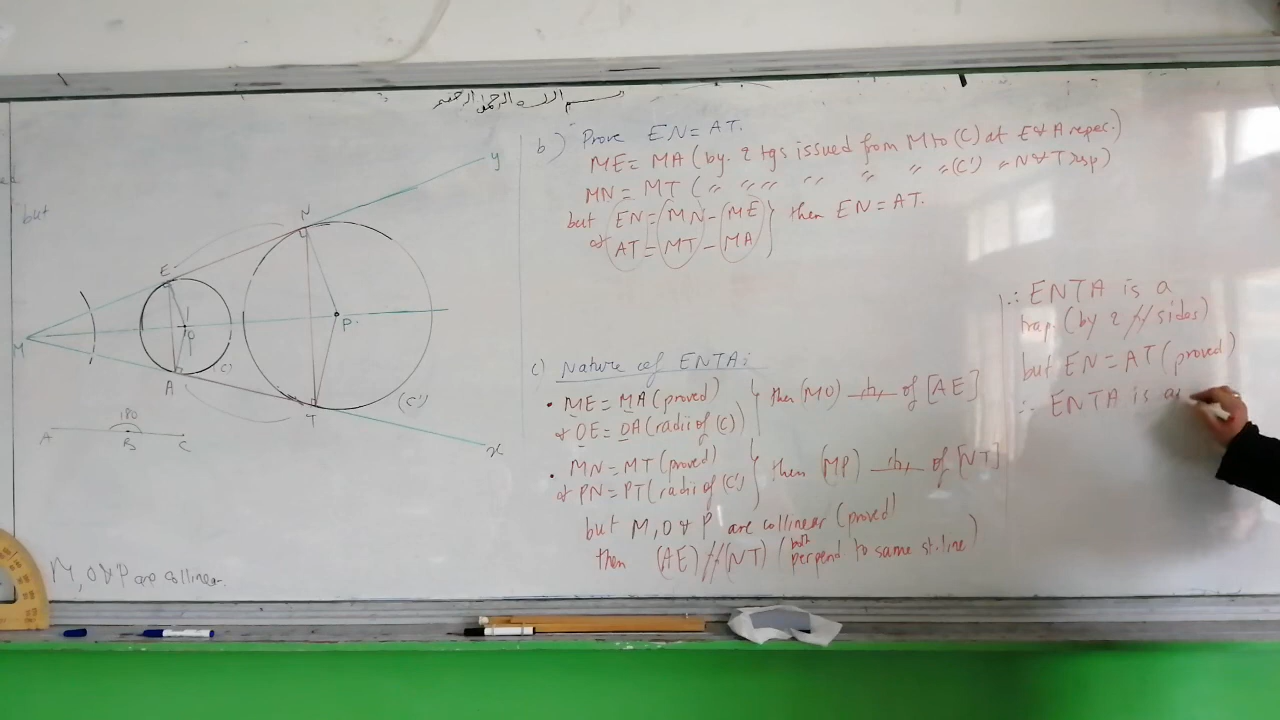 بسم الله الرحمن الرحيم
but
y
N
E
M
O
P.
A
(C)
T
(C')
x
180
A
B
C
M, O & P are collinear.
b) Prove EN = AT.
ME = MA (by. 2 tgs issued from M to (C) at E & A repec.)
MN = MT (〃 〃〃 〃 〃 〃 (C') 〃 N & T resp)
but EN = MN - ME } then EN = AT.
& AT = MT - MA
c) Nature of ENTA:
• ME = MA (proved) } then (MO) ⊥ b, of [AE]
& OE = OA (radii of (C))
• MN = MT (proved) } then (MP) ⊥ b, of [NT]
& PN = PT (radii of (C')
but M, O & P are collinear (proved)
then (AE) // (NT) (both perpend to same st. line)
∴ ENTA is a
trap. (by 2 // sides)
but EN = AT (proved)
∴ ENTA is